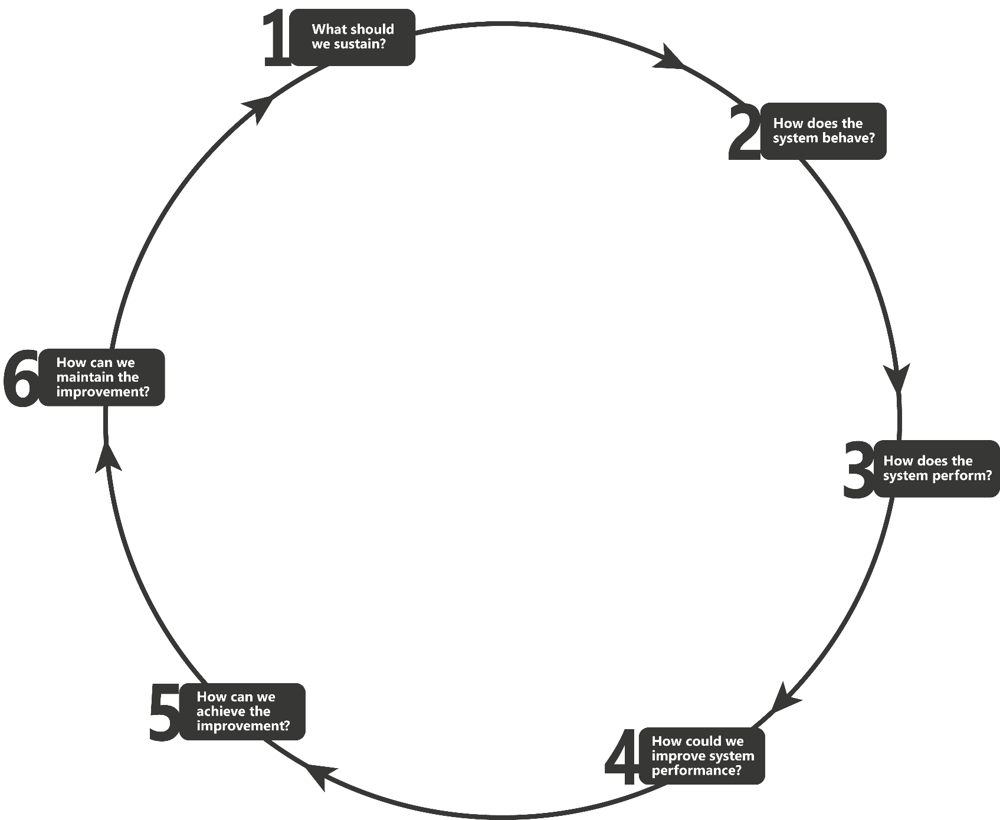 1
What should
we sustain?
2
How does the
system behave?
3
How does the
system perform?
4
How could we
improve system
performance?
5
How can we
achieve the
improvement?
6
How can we
maintain the
improvement?